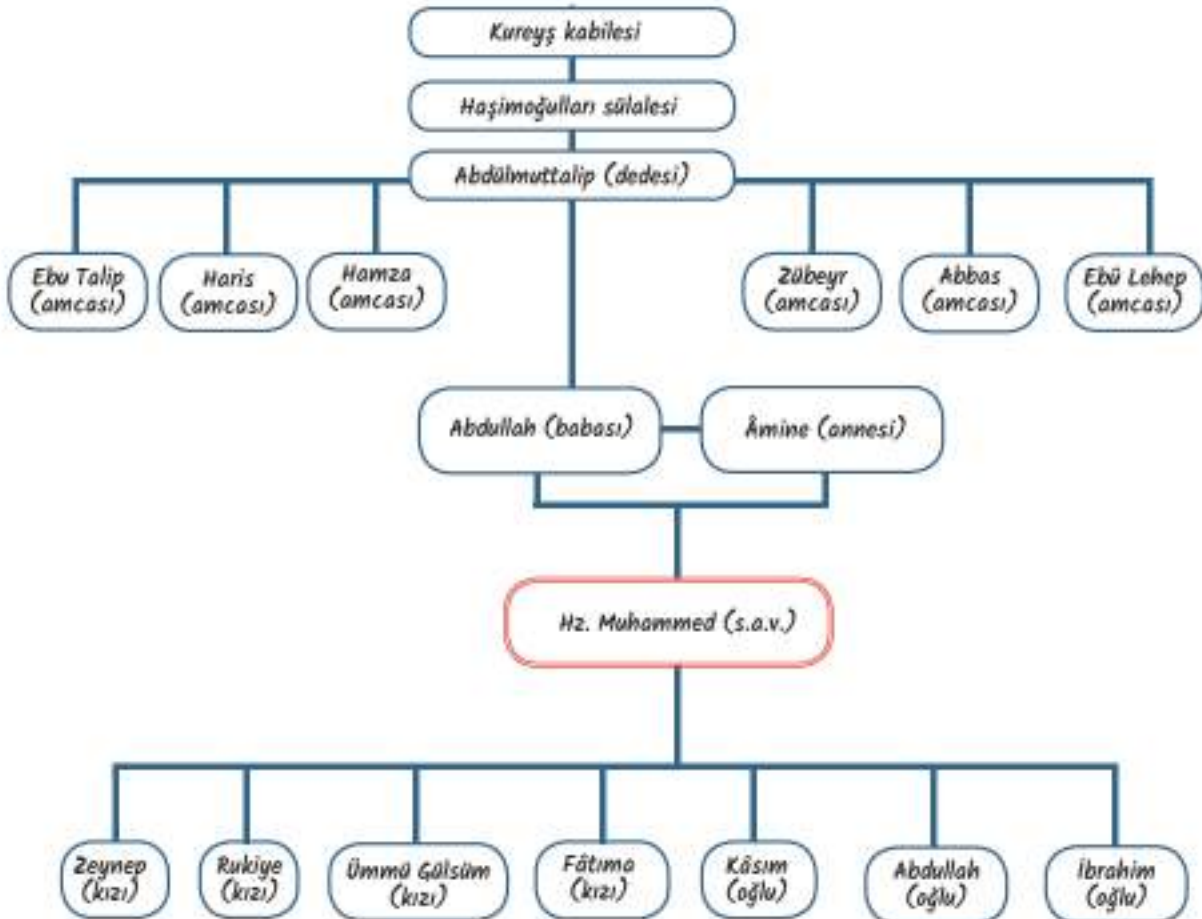 Kureyş kabilesi
Haşimoğulları sülalesi
Abdülmuttalip (dedesi)
Ebu Talip
(amcası)
Haris
(amcası)
Hamza
(amcası)
Zübeyr
(amcası)
Abbas
(amcası)
Ebû Lehep
(amcası)
Abdullah (babası)
Âmine (annesi)
Hz. Muhammed (s.a.v.)
Zeynep
(kızı)
Rukiye
(kızı)
Ümmü Gülsüm
(kızı)
Fâtıma
(kızı)
Kâsım
(oğlu)
Abdullah
(oğlu)
İbrahim
(oğlu)